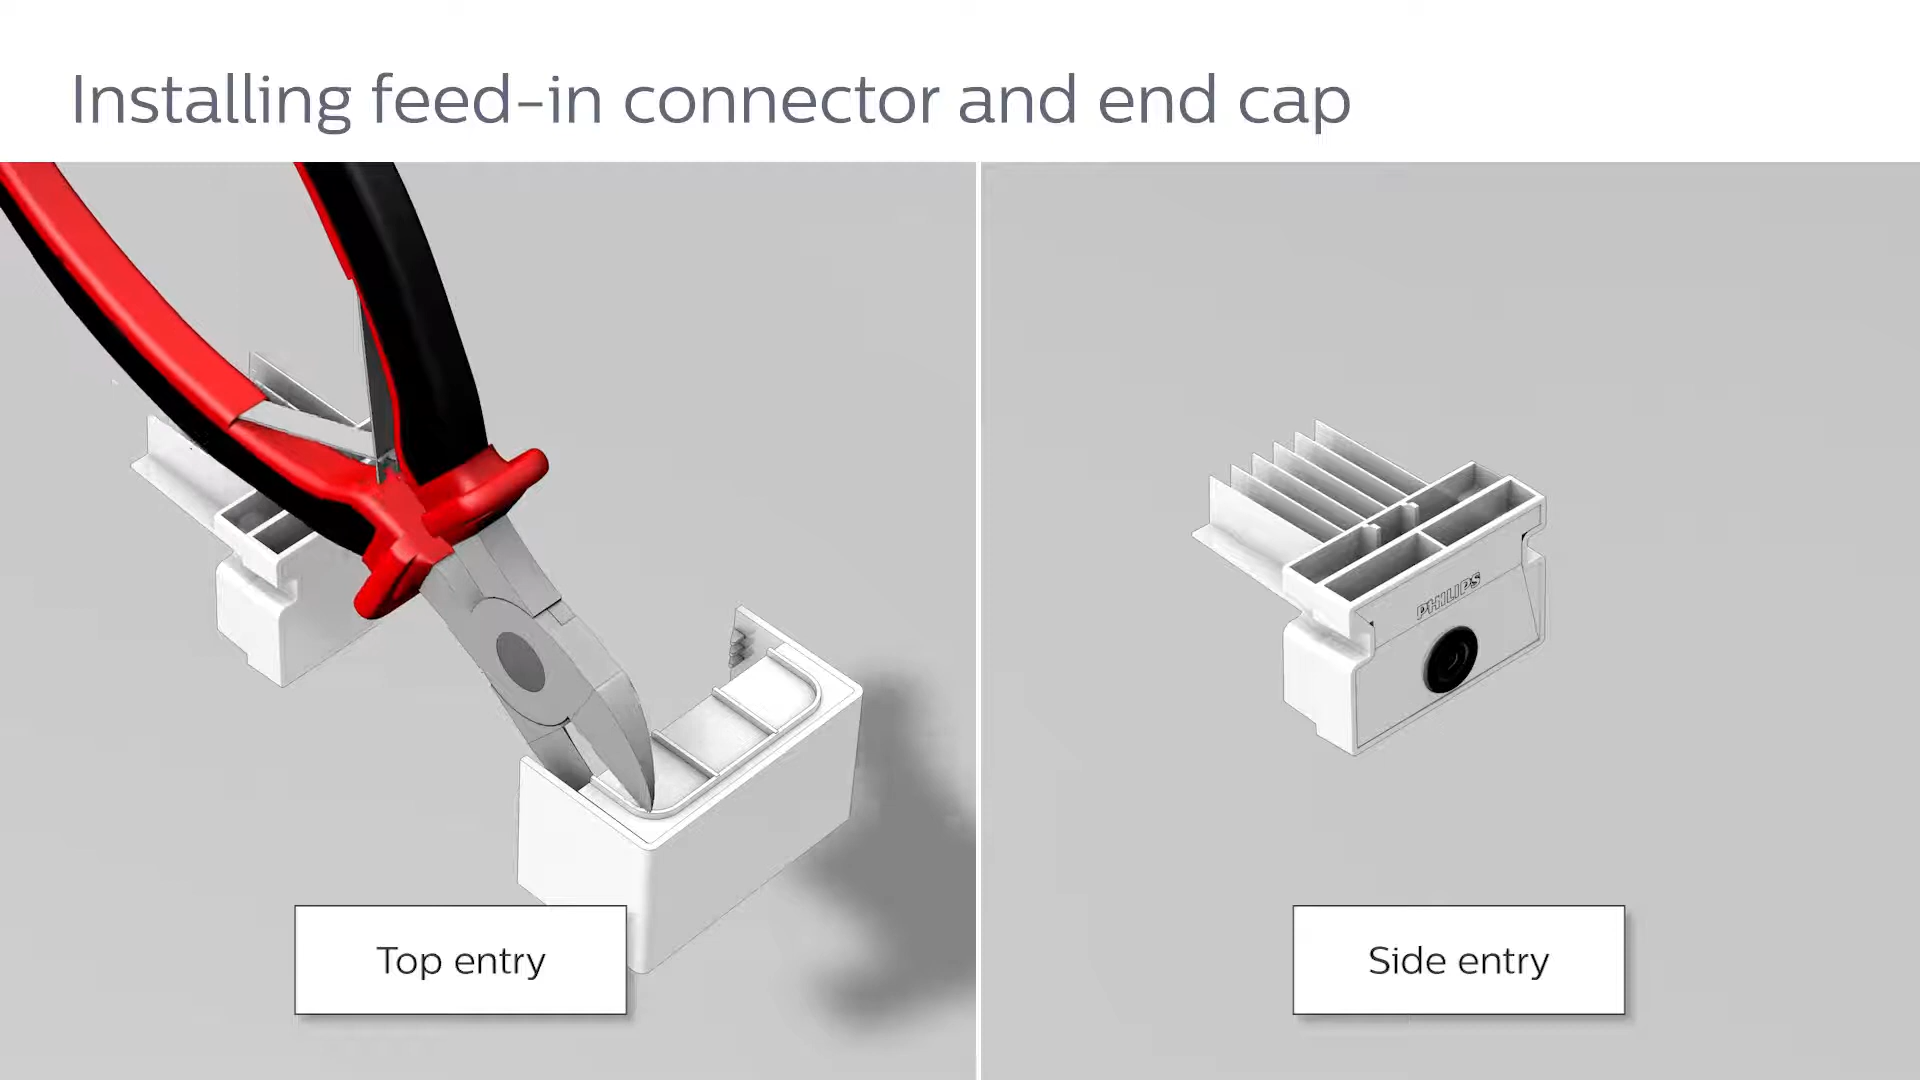 Installing feed-in connector and end cap
PHILIPS
Top entry
Side entry